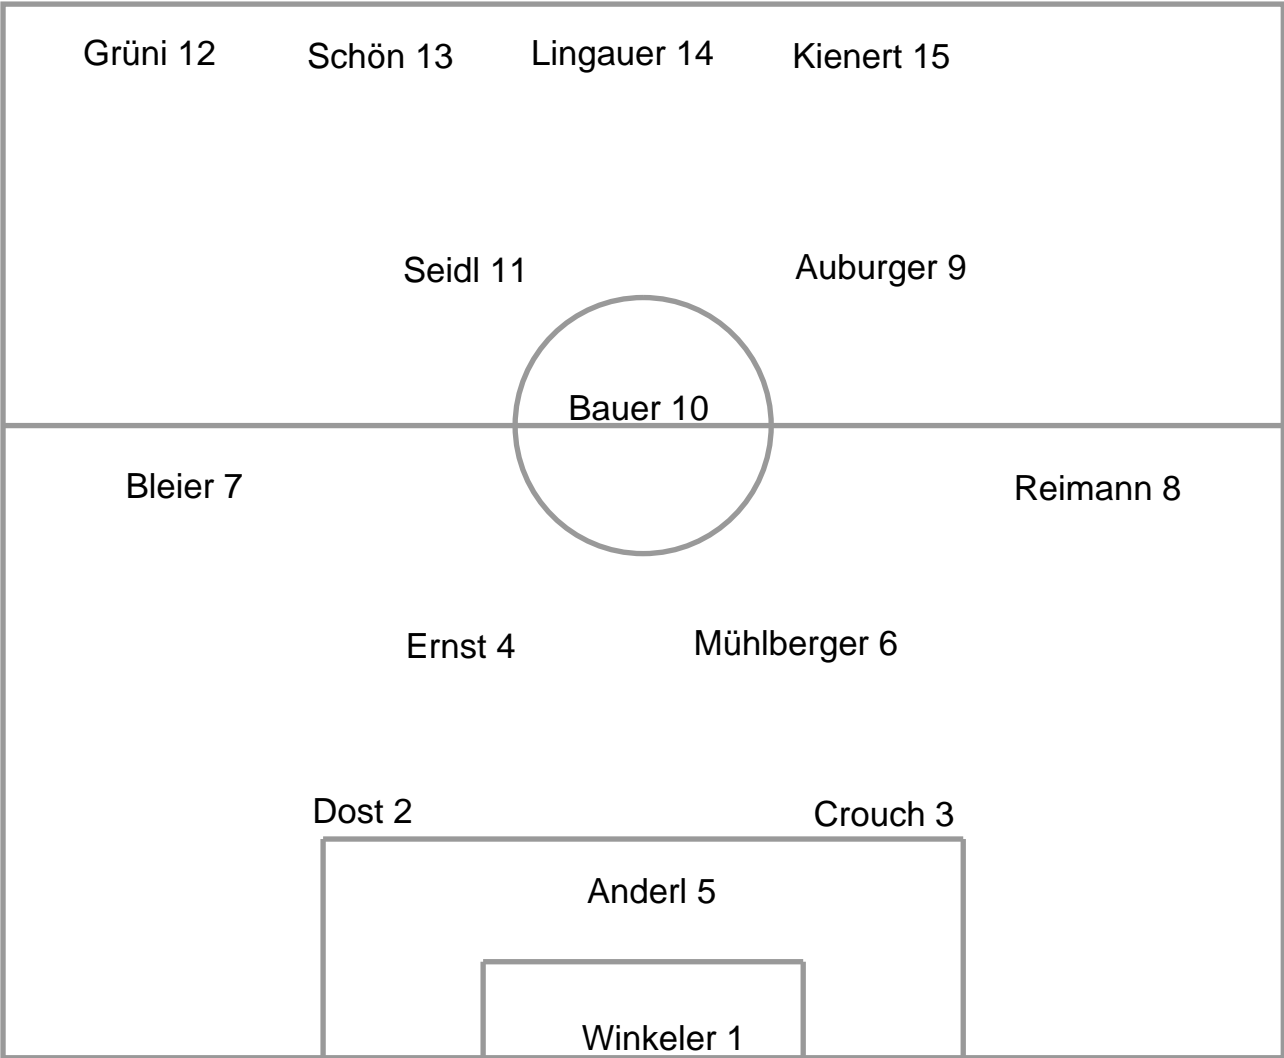 Grüni 12
Schön 13
Lingauer 14
Kienert 15
Seidl 11
Auburger 9
Bauer 10
Bleier 7
Reimann 8
Ernst 4
Mühlberger 6
Dost 2
Crouch 3
Anderl 5
Winkeler 1